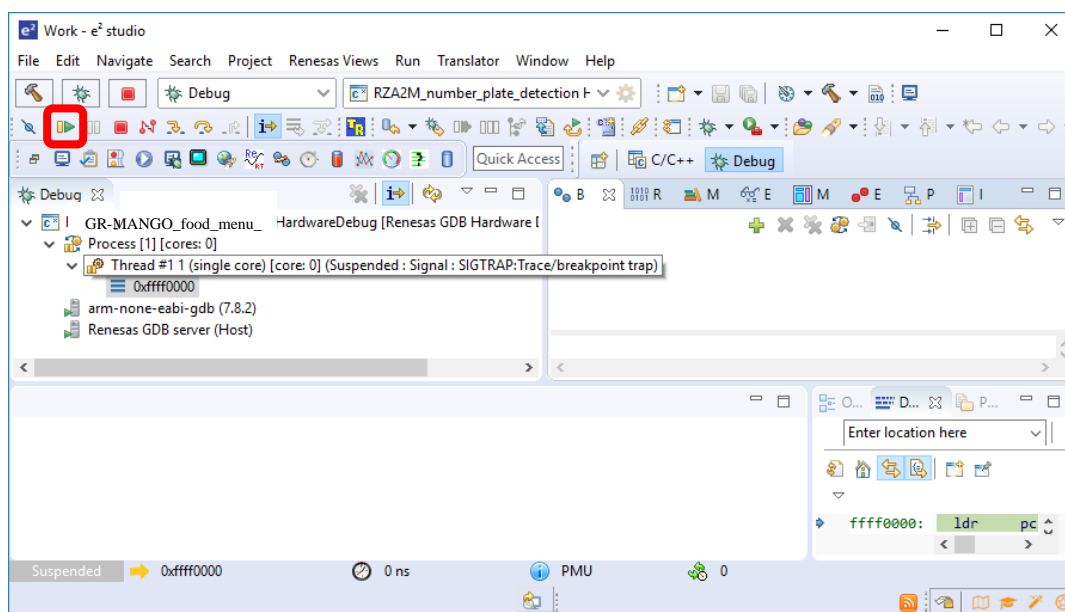 e² Work - e² studio
File Edit Navigate Search Project Renesas Views Run Translator Window Help
Debug RZA2M_number_plate_detection H
Quick Access C/C++ Debug
Debug B R M E M E P I
GR-MANGO_food_menu_ HardwareDebug [Renesas GDB Hardware
Process [1] [cores: 0]
Thread #1 1 (single core) [core: 0] (Suspended : Signal : SIGTRAP:Trace/breakpoint trap)
0xffff0000
arm-none-eabi-gdb (7.8.2)
Renesas GDB server (Host)
O... D... P...
Enter location here
ffff0000: ldr pc
Suspended 0xffff0000 0 ns PMU 0